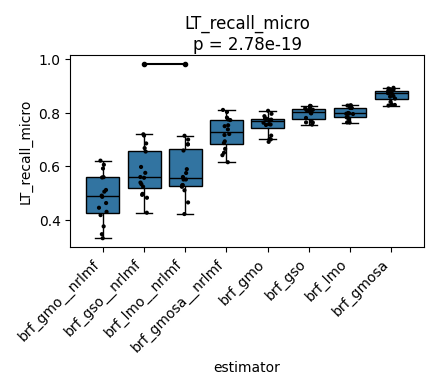 LT_recall_micro
p = 2.78e-19
LT_recall_micro
1.0
0.8
0.6
0.4
brf_gmo__nrlmf
brf_gso__nrlmf
brf_lmo__nrlmf
brf_gmosa__nrlmf
brf_gmo
brf_gso
brf_lmo
brf_gmosa
estimator